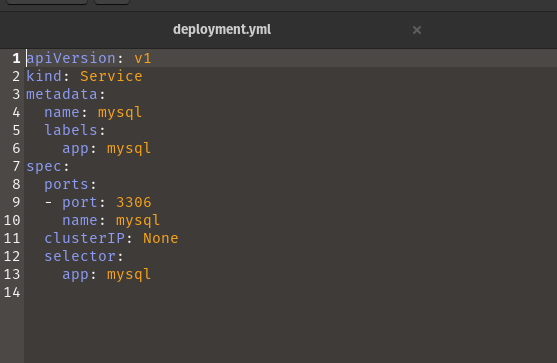 deployment.yml ×
1 apiVersion: v1
2 kind: Service
3 metadata:
4   name: mysql
5   labels:
6     app: mysql
7 spec:
8   ports:
9   - port: 3306
10     name: mysql
11   clusterIP: None
12   selector:
13     app: mysql
14